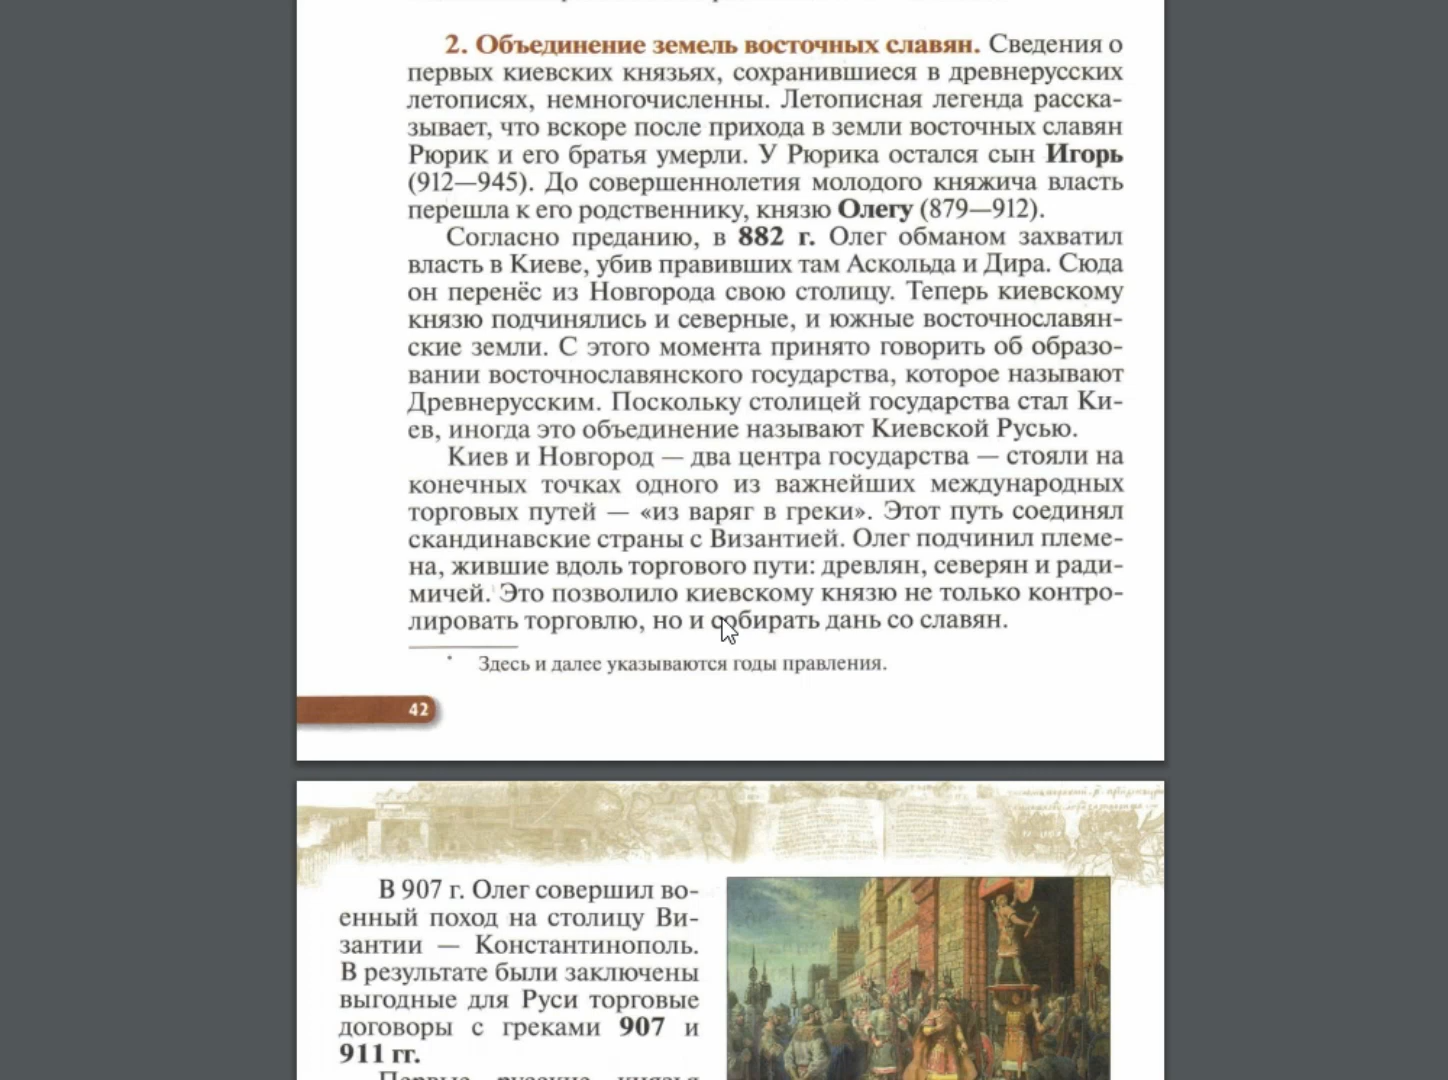 2. Объединение земель восточных славян. Сведения о
первых киевских князьях, сохранившиеся в древнерусских
летописях, немногочисленны. Летописная легенда расска-
зывает, что вскоре после прихода в земли восточных славян
Рюрик и его братья умерли. У Рюрика остался сын Игорь
(912—945). До совершеннолетия молодого княжича власть
перешла к его родственнику, князю Олегу (879—912).
Согласно преданию, в 882 г. Олег обманом захватил
власть в Киеве, убив правивших там Аскольда и Дира. Сюда
он перенёс из Новгорода свою столицу. Теперь киевскому
князю подчинялись и северные, и южные восточнославян-
ские земли. С этого момента принято говорить об образо-
вании восточнославянского государства, которое называют
Древнерусским. Поскольку столицей государства стал Ки-
ев, иногда это объединение называют Киевской Русью.
Киев и Новгород — два центра государства — стояли на
конечных точках одного из важнейших международных
торговых путей — «из варяг в греки». Этот путь соединял
скандинавские страны с Византией. Олег подчинил племе-
на, жившие вдоль торгового пути: древлян, северян и ради-
мичей. Это позволило киевскому князю не только контро-
лировать торговлю, но и собирать дань со славян.
* Здесь и далее указываются годы правления.
42
В 907 г. Олег совершил во-
енный поход на столицу Ви-
зантии — Константинополь.
В результате были заключены
выгодные для Руси торговые
договоры с греками 907 и
911 гг.
Первые русские князья